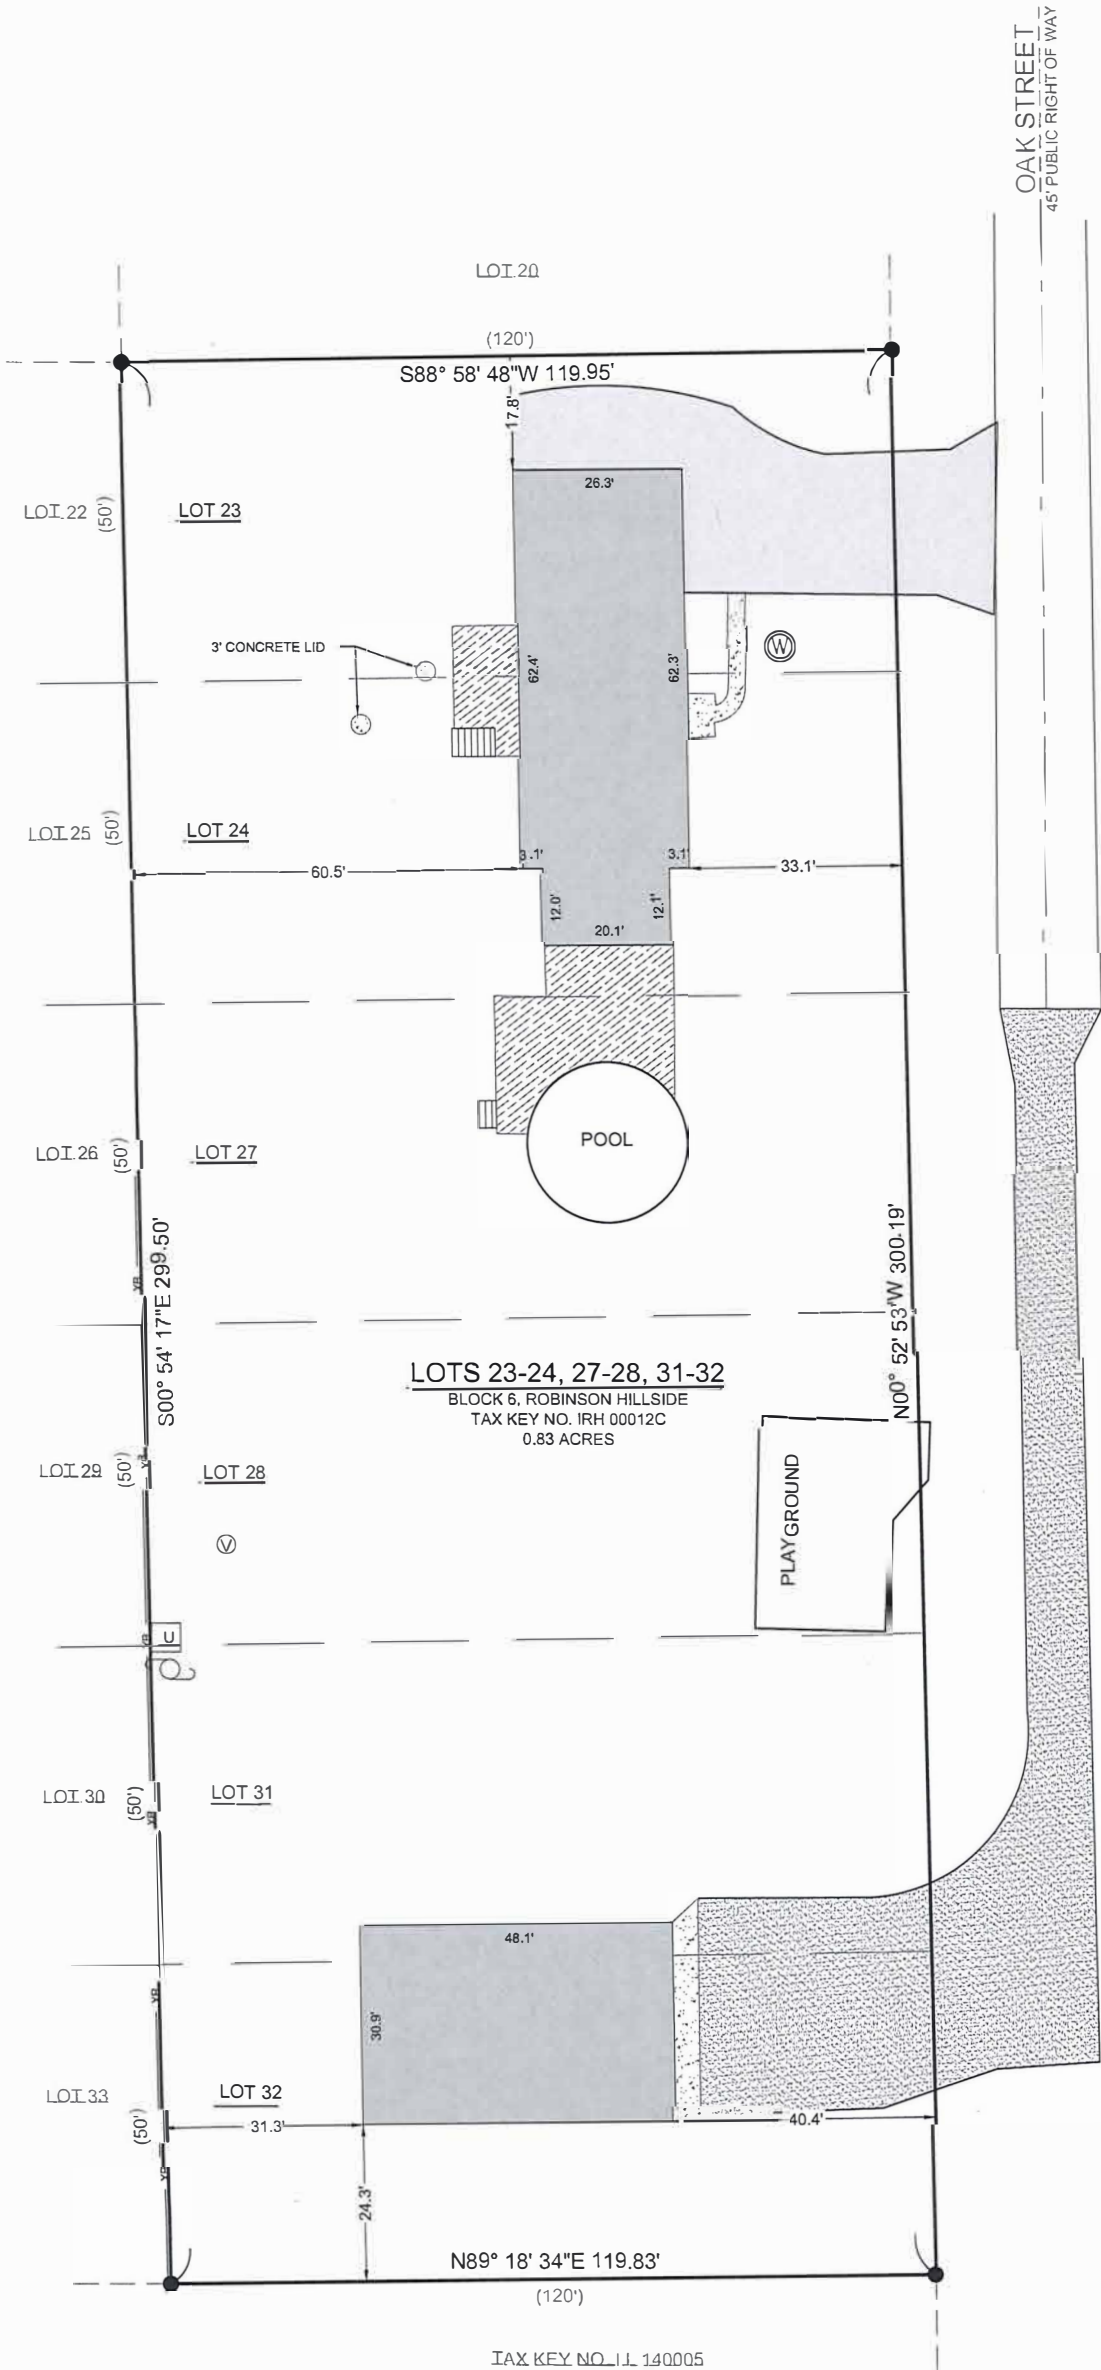 OAK STREET
45' PUBLIC RIGHT OF WAY
LOT 20
(120')
S88° 58' 48"W 119.95'
17.8'
26.3'
LOT 22
(50')
LOT 23
3' CONCRETE LID
62.4'
62.3'
W
LOT 25
(50')
LOT 24
3.1'
3.1'
60.5'
33.1'
12.0'
12.1'
20.1'
LOT 26
(50')
LOT 27
POOL
S00° 54' 17"E 299.50'
N00° 52' 53"W 300.19'
LOTS 23-24, 27-28, 31-32
BLOCK 6, ROBINSON HILLSIDE
TAX KEY NO. IRH 00012C
0.83 ACRES
LOT 29
(50')
LOT 28
PLAYGROUND
V
U
LOT 30
(50')
LOT 31
48.1'
30.9'
LOT 33
(50')
LOT 32
31.3'
40.4'
24.3'
N89° 18' 34"E 119.83'
(120')
TAX KEY NO. IL 140005